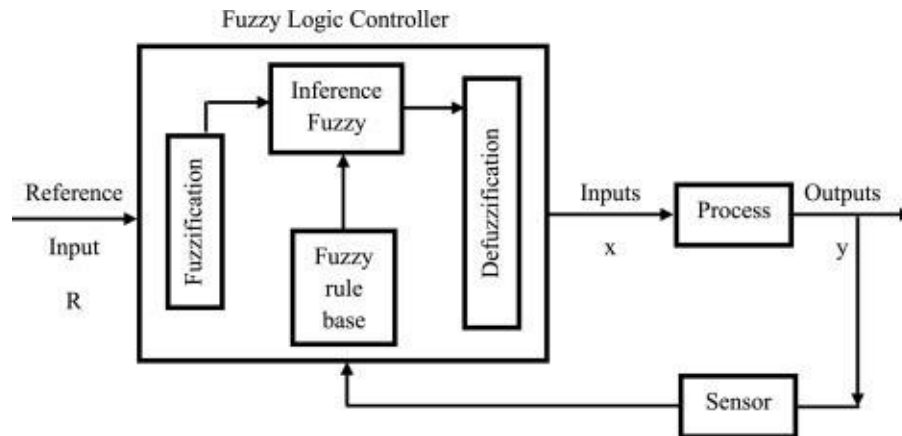 Fuzzy Logic Controller
Inference
Fuzzy
Fuzzification
Fuzzy
rule
base
Defuzzification
Reference
Input
R
Inputs
x
Process
Outputs
y
Sensor